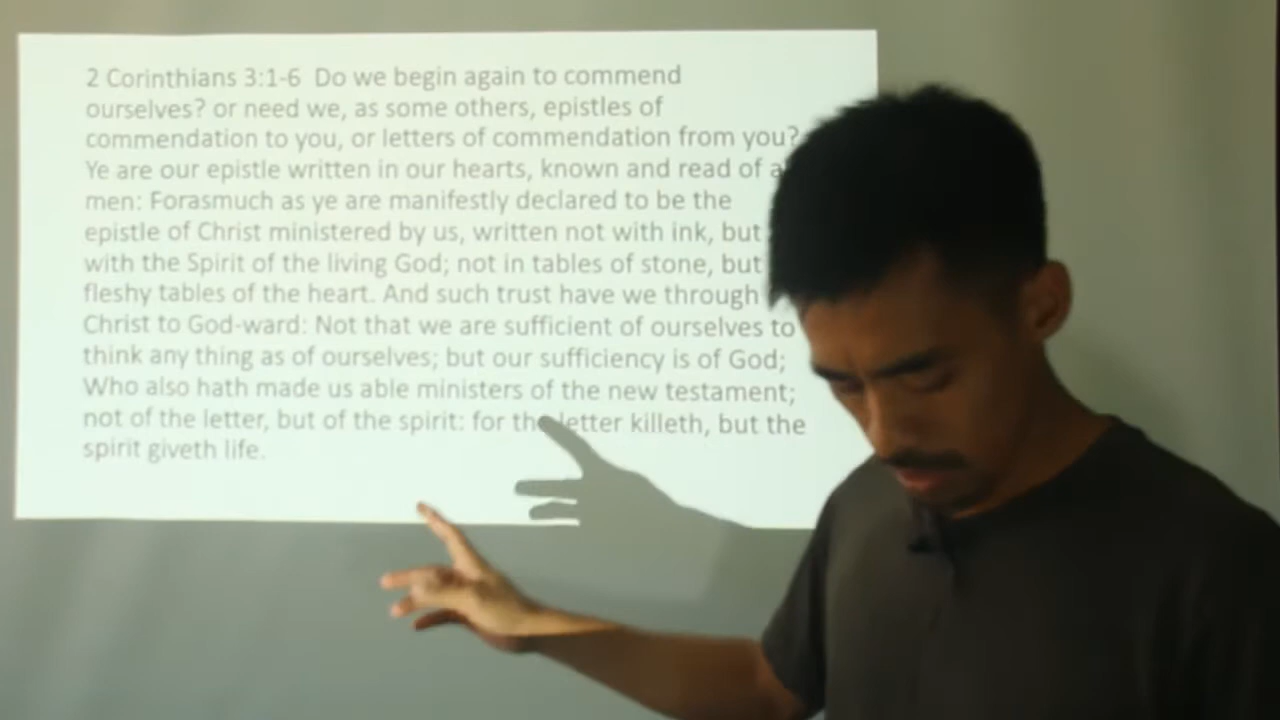 2 Corinthians 3:1-6 Do we begin again to commend
ourselves? or need we, as some others, epistles of
commendation to you, or letters of commendation from you?
Ye are our epistle written in our hearts, known and read of
men: Forasmuch as ye are manifestly declared to be the
epistle of Christ ministered by us, written not with ink, but
with the Spirit of the living God; not in tables of stone, but
fleshy tables of the heart. And such trust have we through
Christ to God-ward: Not that we are sufficient of ourselves to
think any thing as of ourselves; but our sufficiency is of God;
Who also hath made us able ministers of the new testament;
not of the letter, but of the spirit: for the letter killeth, but the
spirit giveth life.